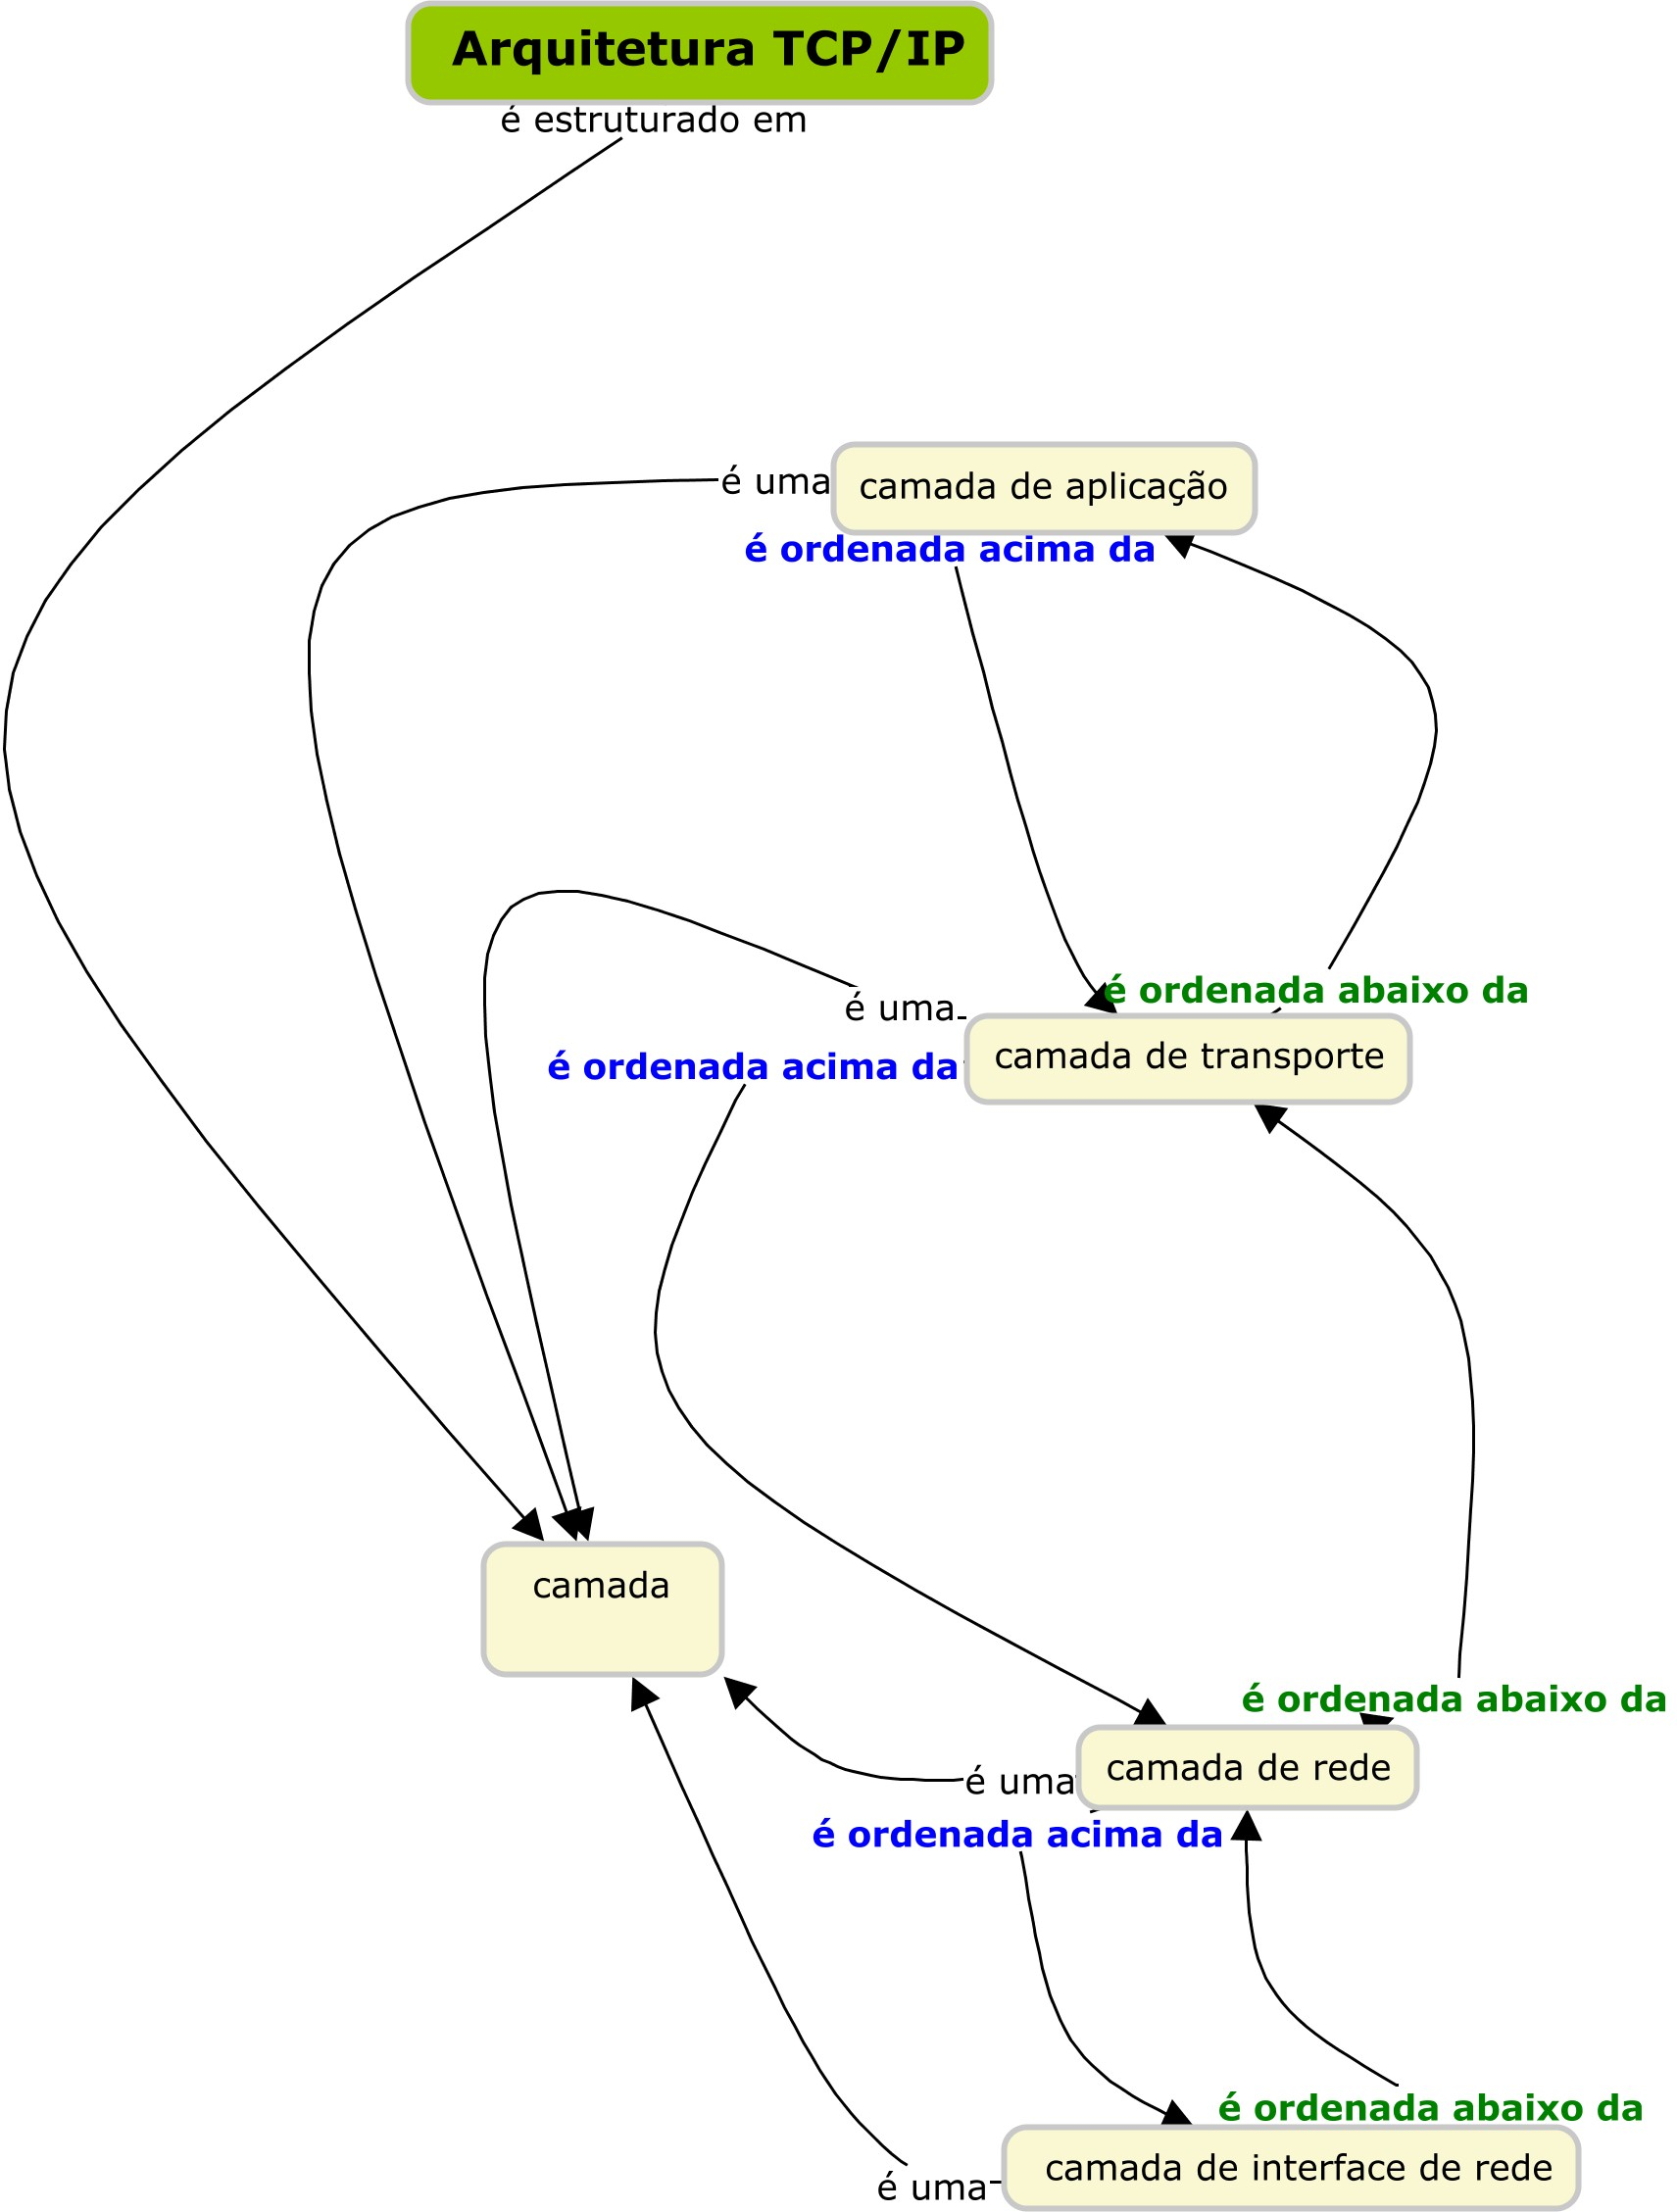 Arquitetura TCP/IP
é estruturado em
é uma
camada de aplicação
é ordenada acima da
é ordenada abaixo da
é uma
camada de transporte
é ordenada acima da
camada
é ordenada abaixo da
camada de rede
é uma
é ordenada acima da
é ordenada abaixo da
camada de interface de rede
é uma